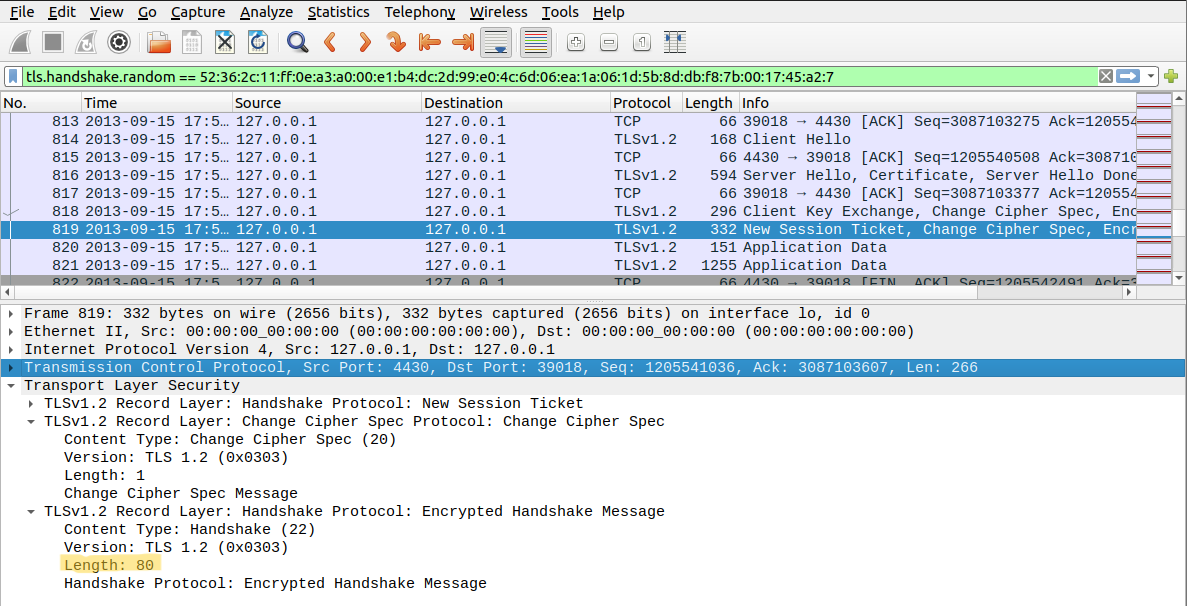 File Edit View Go Capture Analyze Statistics Telephony Wireless Tools Help
tls.handshake.random == 52:36:2c:11:ff:0e:a3:a0:00:e1:b4:dc:2d:99:e0:4c:6d:06:ea:1a:06:1d:5b:8d:db:f8:7b:00:17:45:a2:7
No. Time Source Destination Protocol Length Info
813 2013-09-15 17:5… 127.0.0.1 127.0.0.1 TCP 66 39018 → 4430 [ACK] Seq=3087103275 Ack=120554
814 2013-09-15 17:5… 127.0.0.1 127.0.0.1 TLSv1.2 168 Client Hello
815 2013-09-15 17:5… 127.0.0.1 127.0.0.1 TCP 66 4430 → 39018 [ACK] Seq=1205540508 Ack=308710
816 2013-09-15 17:5… 127.0.0.1 127.0.0.1 TLSv1.2 594 Server Hello, Certificate, Server Hello Done
817 2013-09-15 17:5… 127.0.0.1 127.0.0.1 TCP 66 39018 → 4430 [ACK] Seq=3087103377 Ack=120554
818 2013-09-15 17:5… 127.0.0.1 127.0.0.1 TLSv1.2 296 Client Key Exchange, Change Cipher Spec, Enc
819 2013-09-15 17:5… 127.0.0.1 127.0.0.1 TLSv1.2 332 New Session Ticket, Change Cipher Spec, Encr
820 2013-09-15 17:5… 127.0.0.1 127.0.0.1 TLSv1.2 151 Application Data
821 2013-09-15 17:5… 127.0.0.1 127.0.0.1 TLSv1.2 1255 Application Data
822 2013-09-15 17:5… 127.0.0.1 127.0.0.1 TCP 66 4430 → 39018 [FIN, ACK] Seq=1205542491 Ack=3
Frame 819: 332 bytes on wire (2656 bits), 332 bytes captured (2656 bits) on interface lo, id 0
Ethernet II, Src: 00:00:00_00:00:00 (00:00:00:00:00:00), Dst: 00:00:00_00:00:00 (00:00:00:00:00:00)
Internet Protocol Version 4, Src: 127.0.0.1, Dst: 127.0.0.1
Transmission Control Protocol, Src Port: 4430, Dst Port: 39018, Seq: 1205541036, Ack: 3087103607, Len: 266
Transport Layer Security
TLSv1.2 Record Layer: Handshake Protocol: New Session Ticket
TLSv1.2 Record Layer: Change Cipher Spec Protocol: Change Cipher Spec
Content Type: Change Cipher Spec (20)
Version: TLS 1.2 (0x0303)
Length: 1
Change Cipher Spec Message
TLSv1.2 Record Layer: Handshake Protocol: Encrypted Handshake Message
Content Type: Handshake (22)
Version: TLS 1.2 (0x0303)
Length: 80
Handshake Protocol: Encrypted Handshake Message